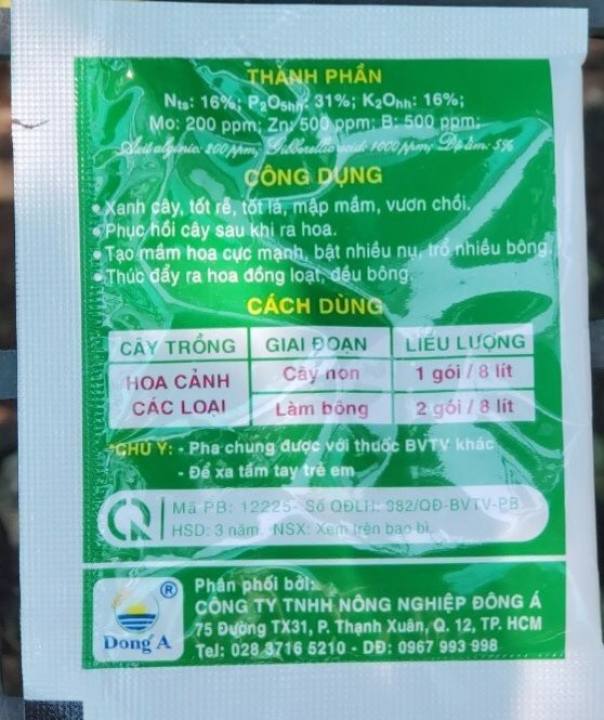 THÀNH PHẦN
Nts: 16%; P₂O₅hh: 31%; K₂Ohh: 16%;
Mo: 200 ppm; Zn: 500 ppm; B: 500 ppm;
Axit alginic: 200 ppm; Gibberellic acid: 1000 ppm; Độ ẩm: 5%
CÔNG DỤNG
• Xanh cây, tốt rễ, tốt lá, mập mầm, vươn chồi.
• Phục hồi cây sau khi ra hoa.
• Tạo mầm hoa cực mạnh, bật nhiều nụ, trổ nhiều bông.
• Thúc đẩy ra hoa đồng loạt, đều bông.
CÁCH DÙNG
CÂY TRỒNG GIAI ĐOẠN LIỀU LƯỢNG
HOA CẢNH CÁC LOẠI Cây non 1 gói / 8 lít
Làm bông 2 gói / 8 lít
*CHÚ Ý: - Pha chung được với thuốc BVTV khác
- Để xa tầm tay trẻ em
Mã PB: 12225- Số QĐLH: 982/QĐ-BVTV-PB
HSD: 3 năm NSX: Xem trên bao bì.
®
Đông Á
Phân phối bởi:
CÔNG TY TNHH NÔNG NGHIỆP ĐÔNG Á
75 Đường TX31, P. Thạnh Xuân, Q. 12, TP. HCM
Tel: 028 3716 5210 - DĐ: 0967 993 998